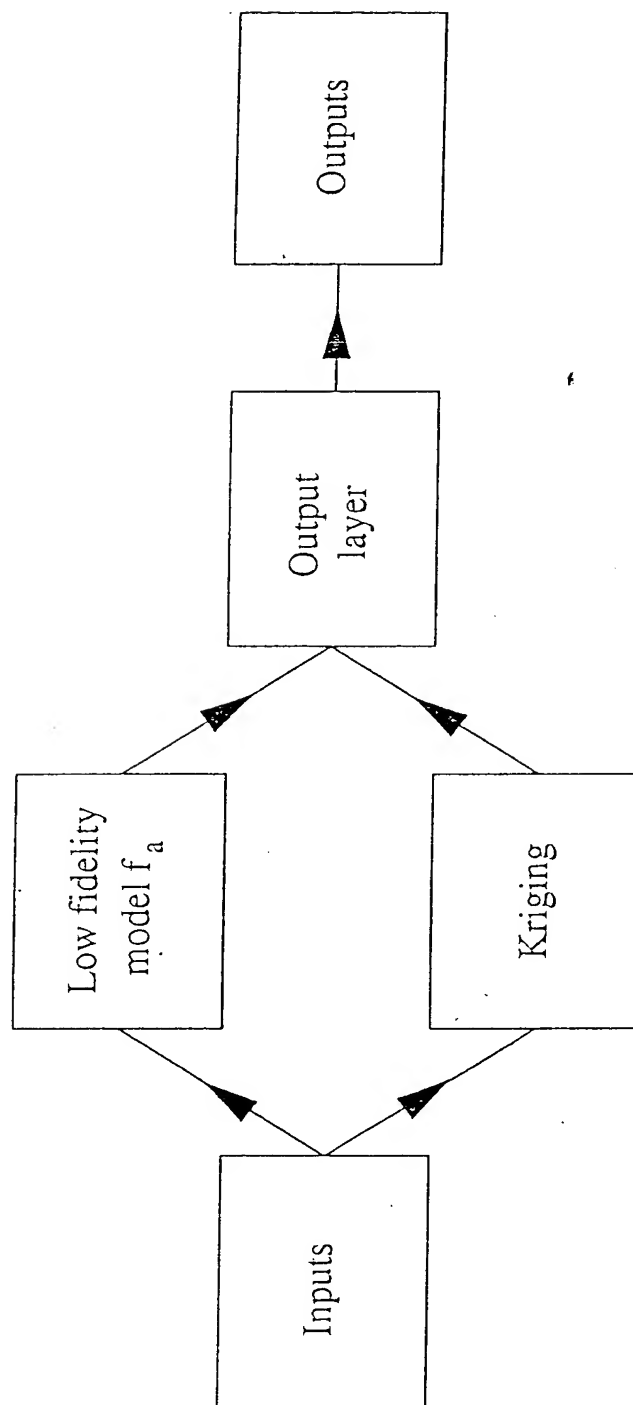 Inputs
Low fidelity
model f_a
Kriging
Output
layer
Outputs